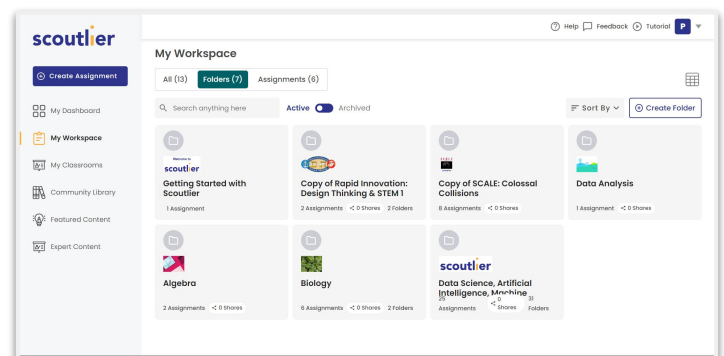 scoutlier
Help Feedback Tutorial P
My Workspace
Create Assignment
All (13) Folders (7) Assignments (6)
My Dashboard
Search anything here Active Archived Sort By Create Folder
My Workspace
My Classrooms
Community Library
Featured Content
Expert Content
Welcome to
scoutlier
Getting Started with
Scoutlier
1 Assignment
Copy of Rapid Innovation:
Design Thinking & STEM 1
2 Assignments 0 Shares 2 Folders
Copy of SCALE: Colossal
Collisions
8 Assignments 0 Shares
Data Analysis
1 Assignment 0 Shares
Algebra
2 Assignments 0 Shares
Biology
6 Assignments 0 Shares 2 Folders
scoutlier
Data Science, Artificial
Intelligence, Machine
25 Assignments 0 Shares 31 Folders